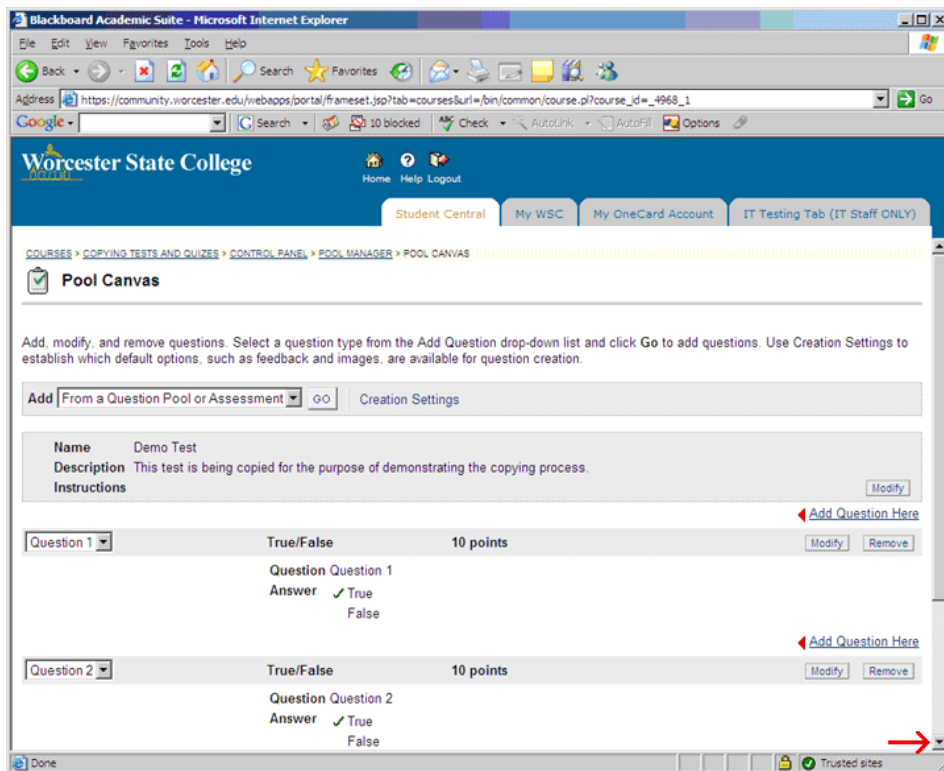 Blackboard Academic Suite - Microsoft Internet Explorer
File Edit View Favorites Tools Help
Back Search Favorites
Address https://community.worcester.edu/webapps/portal/frameset.jsp?tab=courses&url=/bin/common/course.pl?course_id=_4968_1 Go
Google Search 10 blocked ABC Check AutoLink AutoFill Options
Worcester State College
Home Help Logout
Student Central My WSC My OneCard Account IT Testing Tab (IT Staff ONLY)
COURSES > COPYING TESTS AND QUIZES > CONTROL PANEL > POOL MANAGER > POOL CANVAS
Pool Canvas
Add, modify, and remove questions. Select a question type from the Add Question drop-down list and click Go to add questions. Use Creation Settings to
establish which default options, such as feedback and images, are available for question creation.
Add From a Question Pool or Assessment GO Creation Settings
Name Demo Test
Description This test is being copied for the purpose of demonstrating the copying process.
Instructions Modify
Add Question Here
Question 1 True/False 10 points Modify Remove
Question Question 1
Answer True
False
Add Question Here
Question 2 True/False 10 points Modify Remove
Question Question 2
Answer True
False
Done Trusted sites